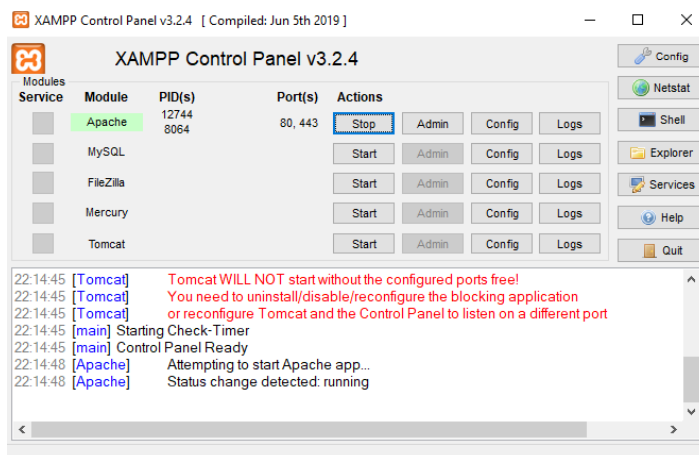 XAMPP Control Panel v3.2.4 [ Compiled: Jun 5th 2019 ]
XAMPP Control Panel v3.2.4
Config
Modules
Service Module PID(s) Port(s) Actions
Netstat
Apache 12744 8064 80, 443 Stop Admin Config Logs
Shell
MySQL Start Admin Config Logs
Explorer
FileZilla Start Admin Config Logs
Services
Mercury Start Admin Config Logs
Help
Tomcat Start Admin Config Logs
Quit
22:14:45 [Tomcat] Tomcat WILL NOT start without the configured ports free!
22:14:45 [Tomcat] You need to uninstall/disable/reconfigure the blocking application
22:14:45 [Tomcat] or reconfigure Tomcat and the Control Panel to listen on a different port
22:14:45 [main] Starting Check-Timer
22:14:45 [main] Control Panel Ready
22:14:48 [Apache] Attempting to start Apache app...
22:14:48 [Apache] Status change detected: running